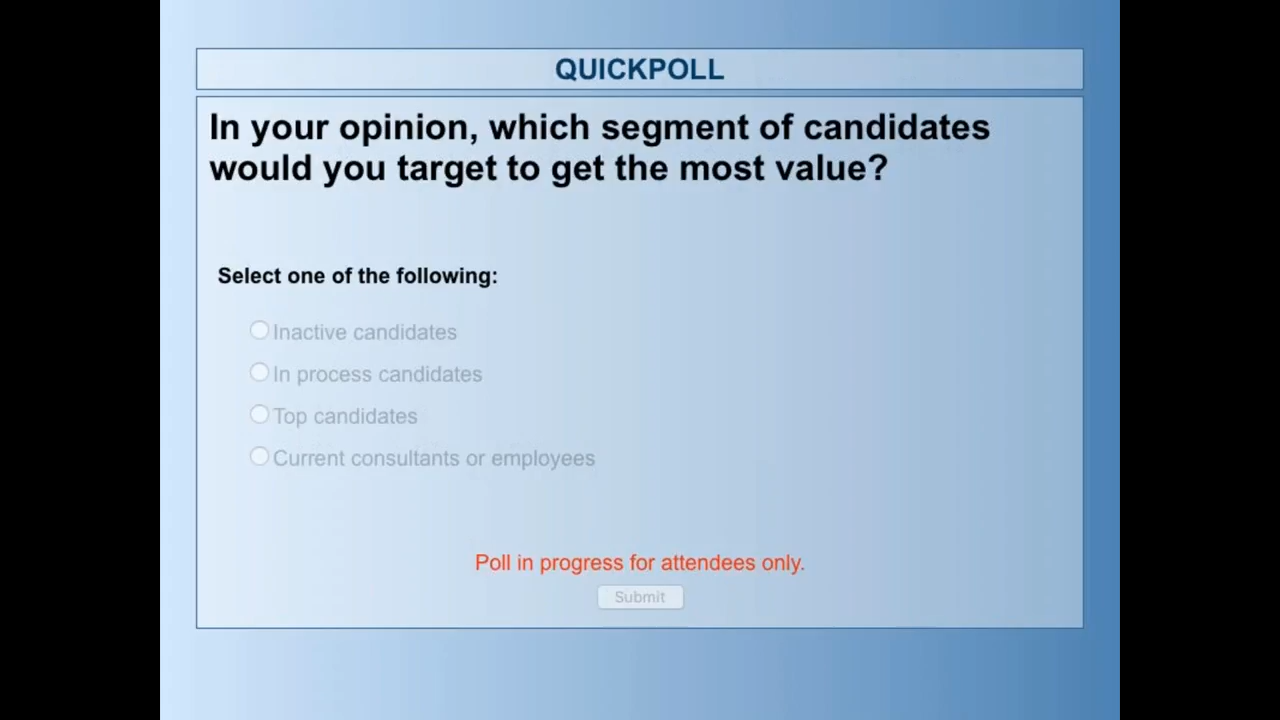 QUICKPOLL
In your opinion, which segment of candidates
would you target to get the most value?
Select one of the following:
Inactive candidates
In process candidates
Top candidates
Current consultants or employees
Poll in progress for attendees only.
Submit